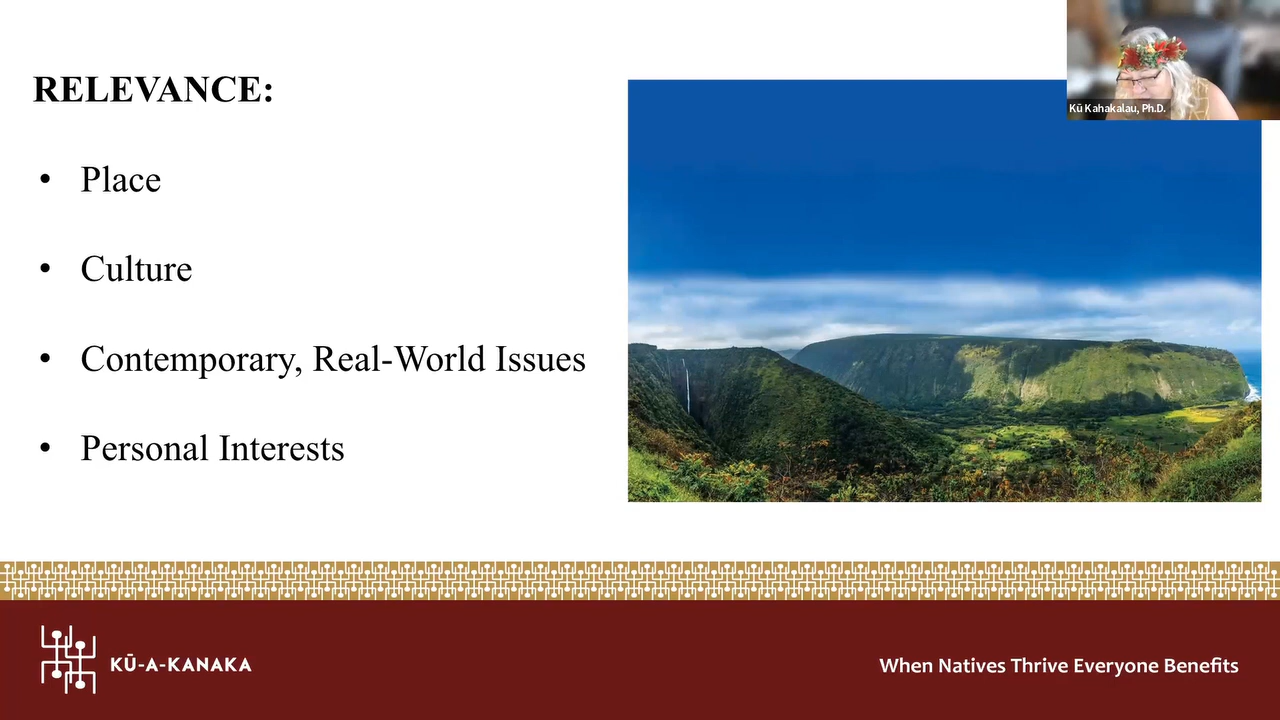 RELEVANCE:
• Place
• Culture
• Contemporary, Real-World Issues
• Personal Interests
Kū Kahakalau, Ph.D.
KŪ-A-KANAKA
When Natives Thrive Everyone Benefits